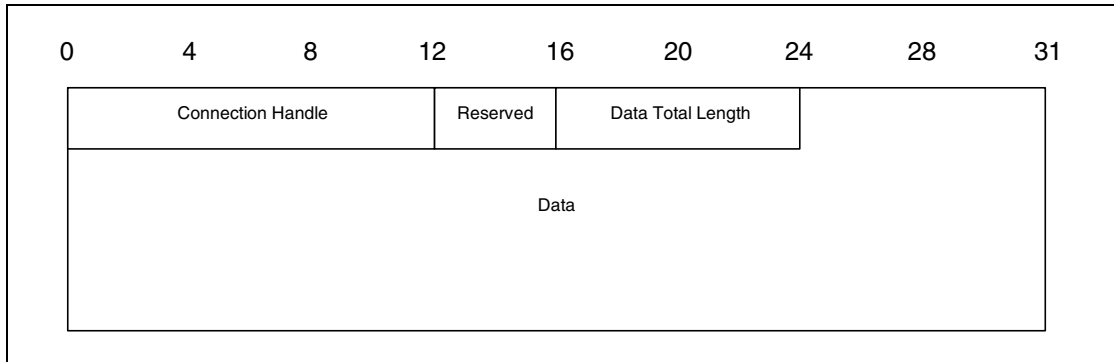 0 4 8 12 16 20 24 28 31
Connection Handle Reserved Data Total Length
Data